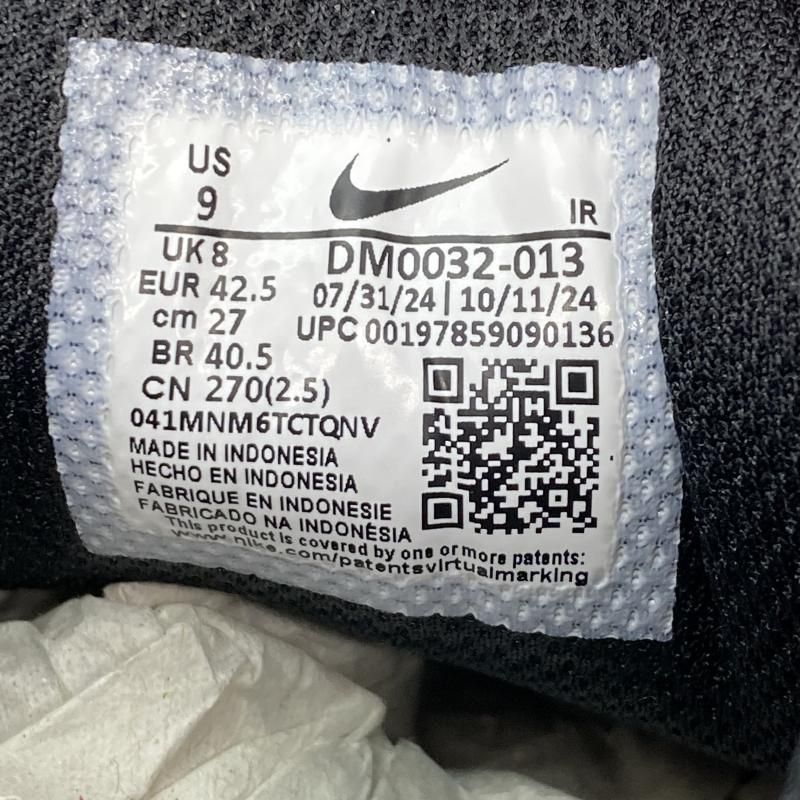 US
9
IR
UK 8
DM0032-013
EUR 42.5
07/31/24 | 10/11/24
cm 27
UPC 00197859090136
BR 40.5
CN 270(2.5)
041MNM6TCTQNV
MADE IN INDONESIA
HECHO EN INDONESIA
FABRIQUE EN INDONESIE
FABRICADO NA INDONÉSIA
This product is covered by one or more patents:
www.nike.com/patentsvirtualmarking